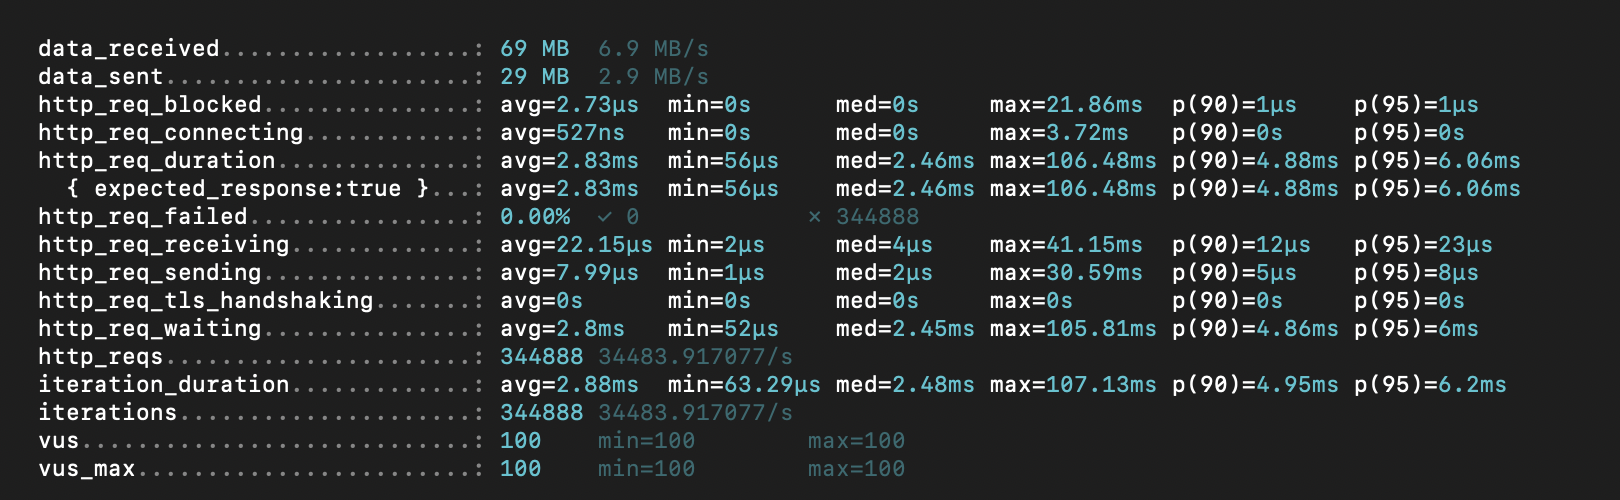 data_received..................: 69 MB  6.9 MB/s
data_sent......................: 29 MB  2.9 MB/s
http_req_blocked...............: avg=2.73µs  min=0s      med=0s     max=21.86ms  p(90)=1µs    p(95)=1µs
http_req_connecting............: avg=527ns   min=0s      med=0s     max=3.72ms   p(90)=0s     p(95)=0s
http_req_duration..............: avg=2.83ms  min=56µs    med=2.46ms max=106.48ms p(90)=4.88ms p(95)=6.06ms
  { expected_response:true }...: avg=2.83ms  min=56µs    med=2.46ms max=106.48ms p(90)=4.88ms p(95)=6.06ms
http_req_failed................: 0.00%  ✓ 0            ✗ 344888
http_req_receiving.............: avg=22.15µs min=2µs     med=4µs    max=41.15ms  p(90)=12µs   p(95)=23µs
http_req_sending...............: avg=7.99µs  min=1µs     med=2µs    max=30.59ms  p(90)=5µs    p(95)=8µs
http_req_tls_handshaking.......: avg=0s      min=0s      med=0s     max=0s       p(90)=0s     p(95)=0s
http_req_waiting...............: avg=2.8ms   min=52µs    med=2.45ms max=105.81ms p(90)=4.86ms p(95)=6ms
http_reqs......................: 344888 34483.917077/s
iteration_duration.............: avg=2.88ms  min=63.29µs med=2.48ms max=107.13ms p(90)=4.95ms p(95)=6.2ms
iterations.....................: 344888 34483.917077/s
vus............................: 100    min=100        max=100
vus_max........................: 100    min=100        max=100